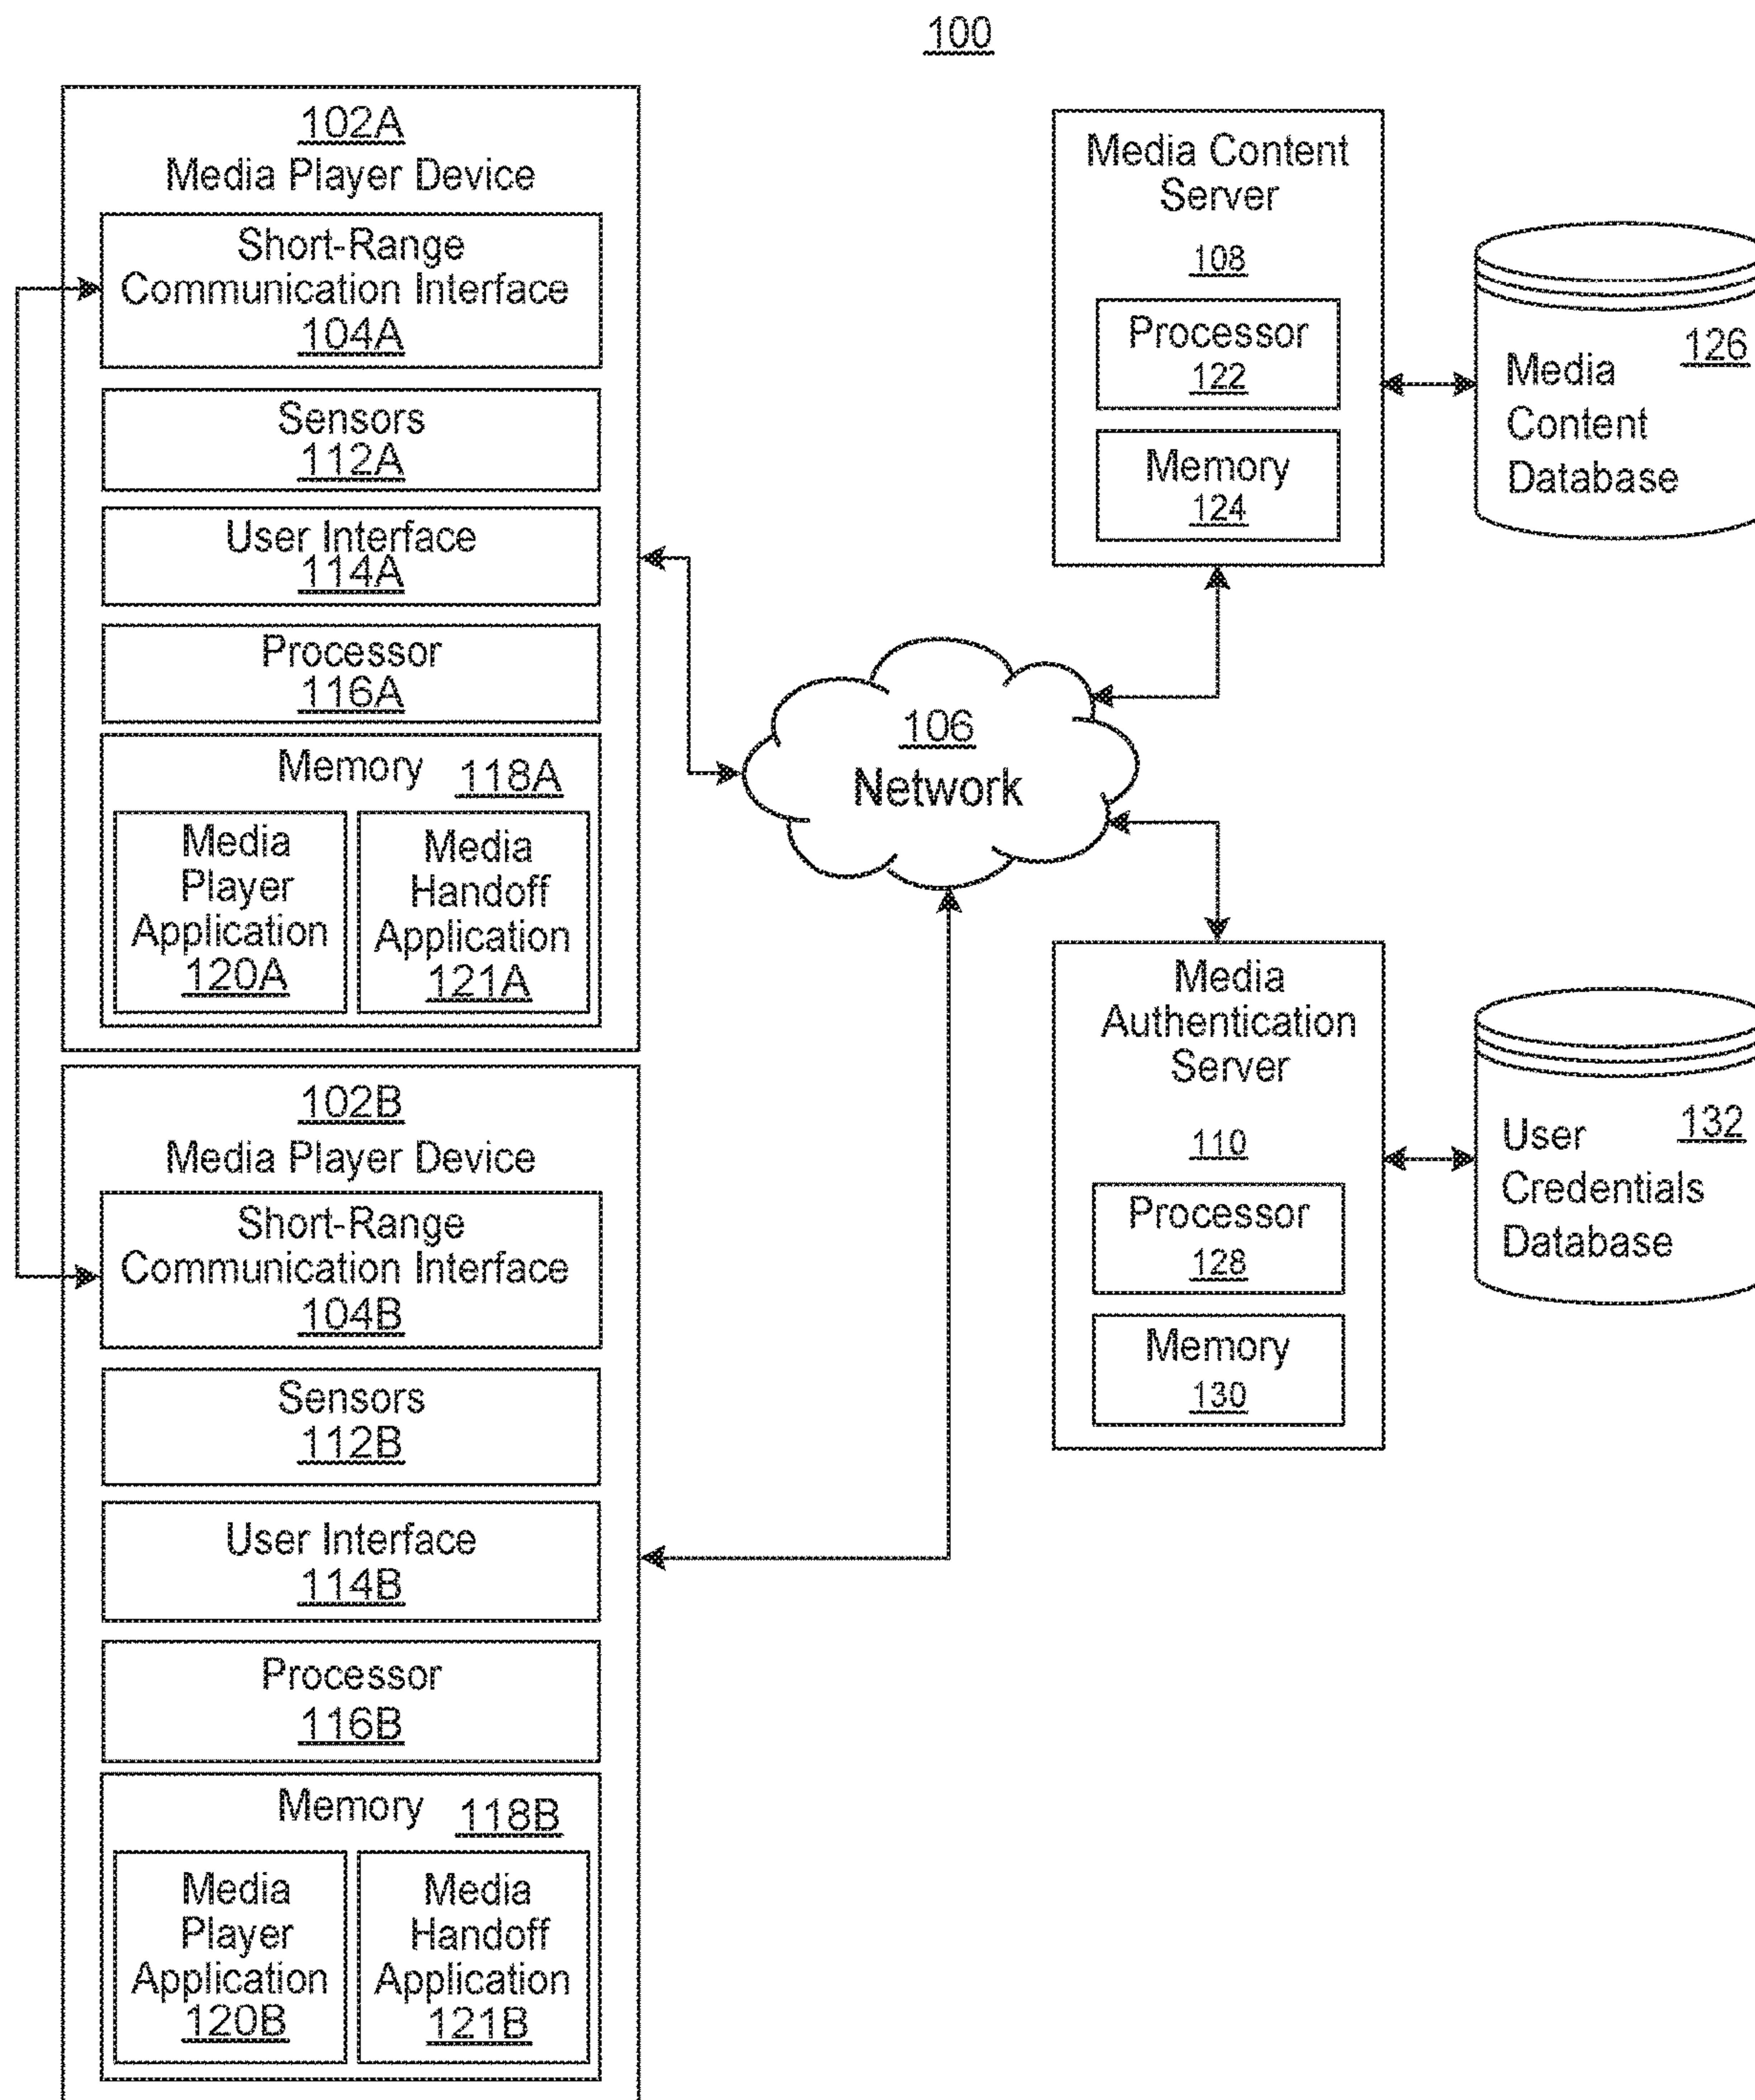 100
102A
Media Player Device
Short-Range
Communication Interface
104A
Sensors
112A
User Interface
114A
Processor
116A
Memory 118A
Media
Player
Application
120A
Media
Handoff
Application
121A
102B
Media Player Device
Short-Range
Communication Interface
104B
Sensors
112B
User Interface
114B
Processor
116B
Memory 118B
Media
Player
Application
120B
Media
Handoff
Application
121B
106
Network
Media Content
Server
108
Processor
122
Memory
124
126
Media
Content
Database
Media
Authentication
Server
110
Processor
128
Memory
130
132
User
Credentials
Database